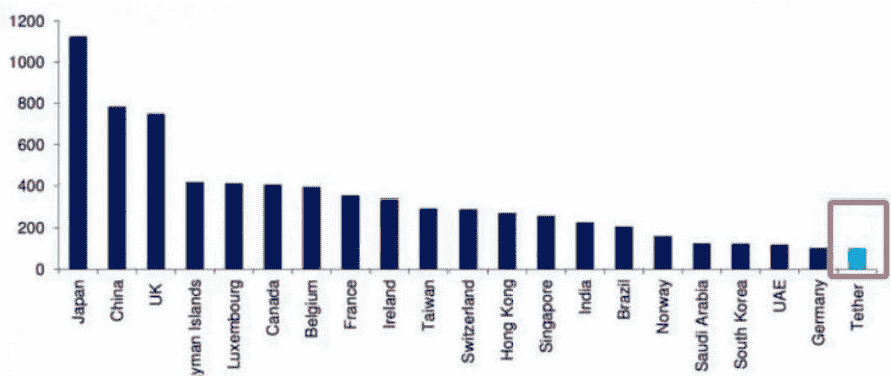 1200
1000
800
600
400
200
0
Japan
China
UK
yman Islands
Luxembourg
Canada
Belgium
France
Ireland
Taiwan
Switzerland
Hong Kong
Singapore
India
Brazil
Norway
Saudi Arabia
South Korea
UAE
Germany
Tether